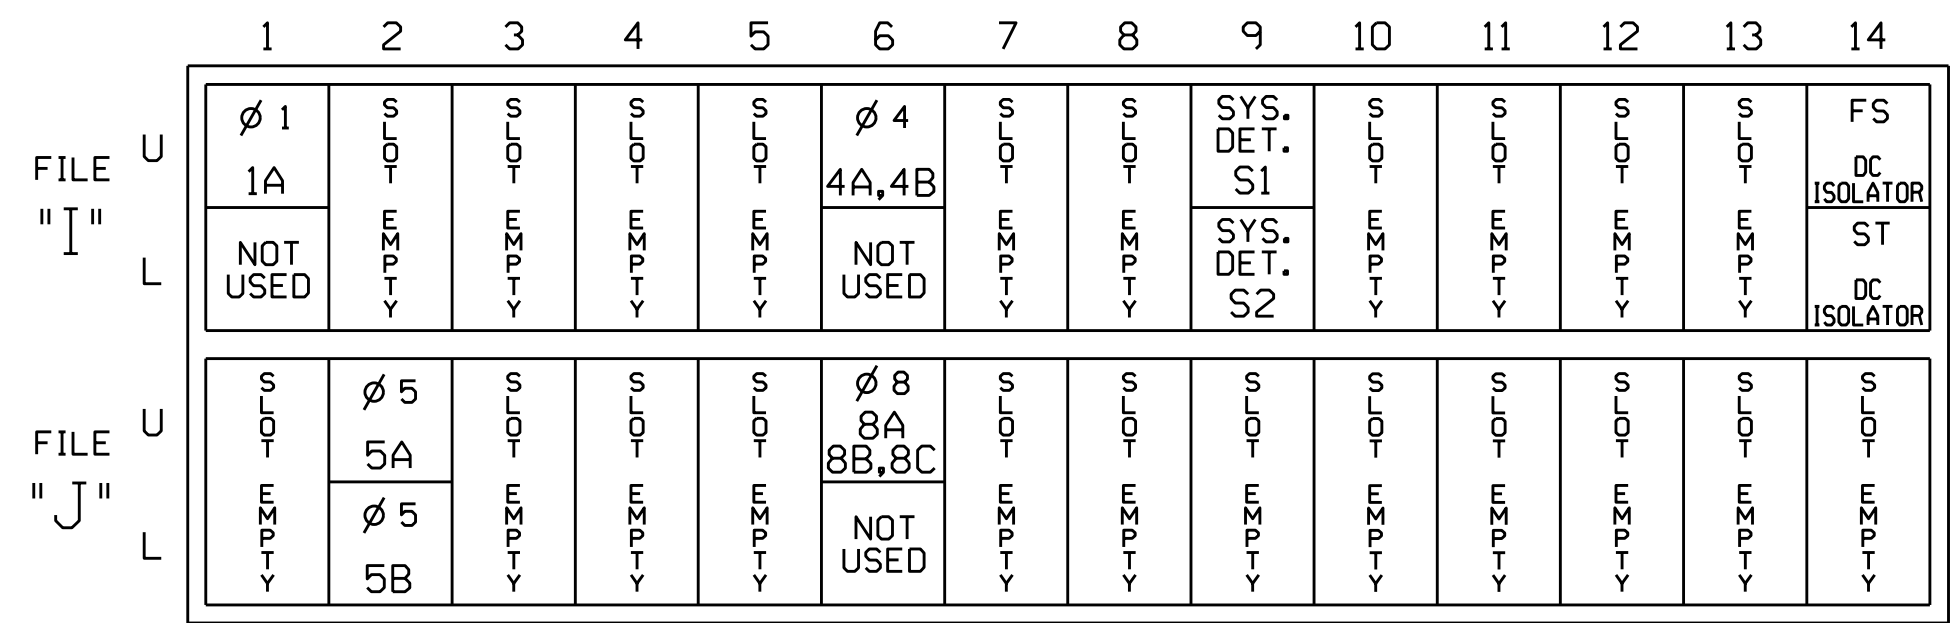 1 2 3 4 5 6 7 8 9 10 11 12 13 14
FILE "I"
U
L
Ø 1
1A
NOT
USED
SLOT EMPTY
SLOT EMPTY
SLOT EMPTY
SLOT EMPTY
Ø 4
4A,4B
NOT
USED
SLOT EMPTY
SLOT EMPTY
SYS.
DET.
S1
SYS.
DET.
S2
SLOT EMPTY
SLOT EMPTY
SLOT EMPTY
SLOT EMPTY
FS
DC
ISOLATOR
ST
DC
ISOLATOR
FILE "J"
U
L
SLOT EMPTY
Ø 5
5A
Ø 5
5B
SLOT EMPTY
SLOT EMPTY
SLOT EMPTY
Ø 8
8A
8B,8C
NOT
USED
SLOT EMPTY
SLOT EMPTY
SLOT EMPTY
SLOT EMPTY
SLOT EMPTY
SLOT EMPTY
SLOT EMPTY
SLOT EMPTY